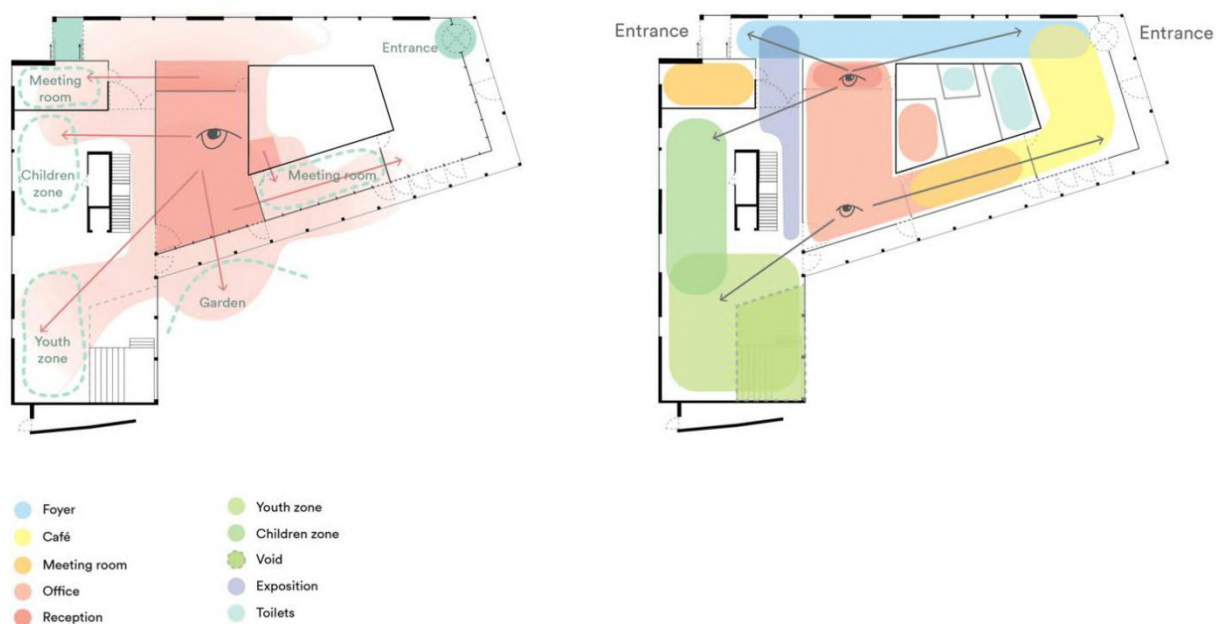 Entrance
Meeting
room
Children
zone
Meeting room
Garden
Youth
zone
Entrance
Entrance
Foyer
Café
Meeting room
Office
Reception
Youth zone
Children zone
Void
Exposition
Toilets